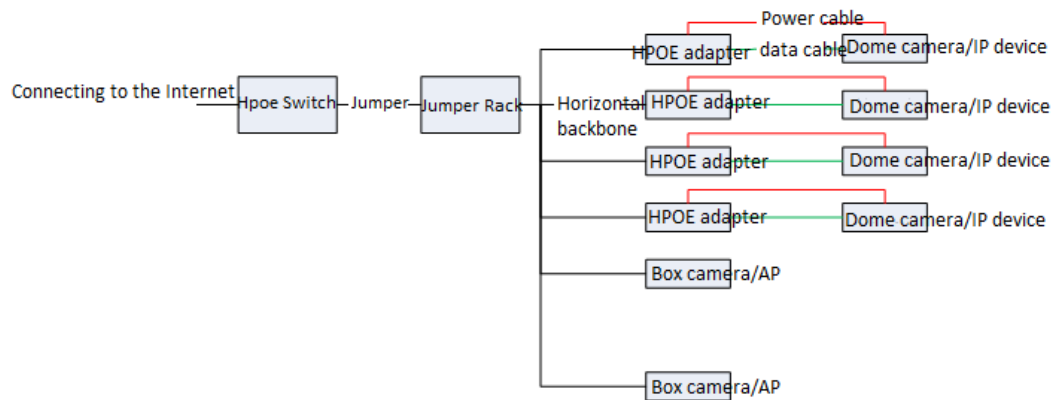 Power cable
HPOE adapter
data cable
Dome camera/IP device
Connecting to the Internet
Hpoe Switch
Jumper
Jumper Rack
Horizontal
backbone
HPOE adapter
Dome camera/IP device
HPOE adapter
Dome camera/IP device
HPOE adapter
Dome camera/IP device
Box camera/AP
Box camera/AP